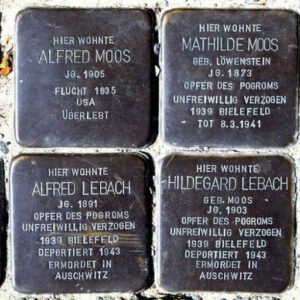 HIER WOHNTE
ALFRED MOOS
JG. 1905
FLUCHT 1935
USA
ÜBERLEBT
HIER WOHNTE
MATHILDE MOOS
GEB. LÖWENSTEIN
JG. 1873
OPFER DES POGROMS
UNFREIWILLIG VERZOGEN
1939 BIELEFELD
TOT 8.3.1941
HIER WOHNTE
ALFRED LEBACH
JG. 1891
OPFER DES POGROMS
UNFREIWILLIG VERZOGEN
1939 BIELEFELD
DEPORTIERT 1943
ERMORDET IN
AUSCHWITZ
HIER WOHNTE
HILDEGARD LEBACH
GEB. MOOS
JG. 1903
OPFER DES POGROMS
UNFREIWILLIG VERZOGEN
1939 BIELEFELD
DEPORTIERT 1943
ERMORDET IN
AUSCHWITZ